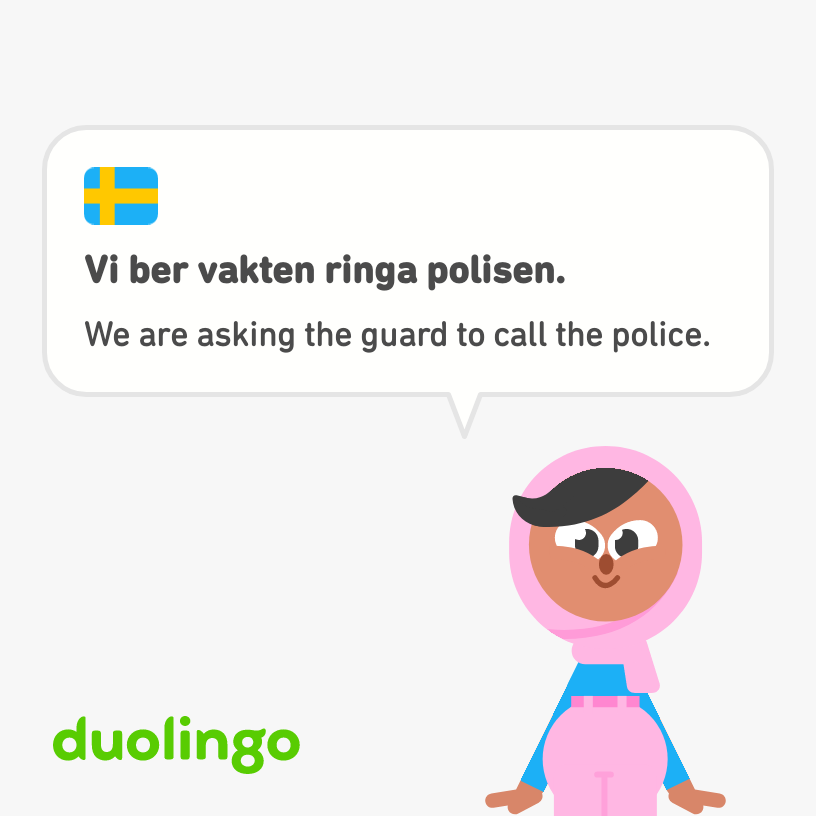 Vi ber vakten ringa polisen.
We are asking the guard to call the police.
duolingo